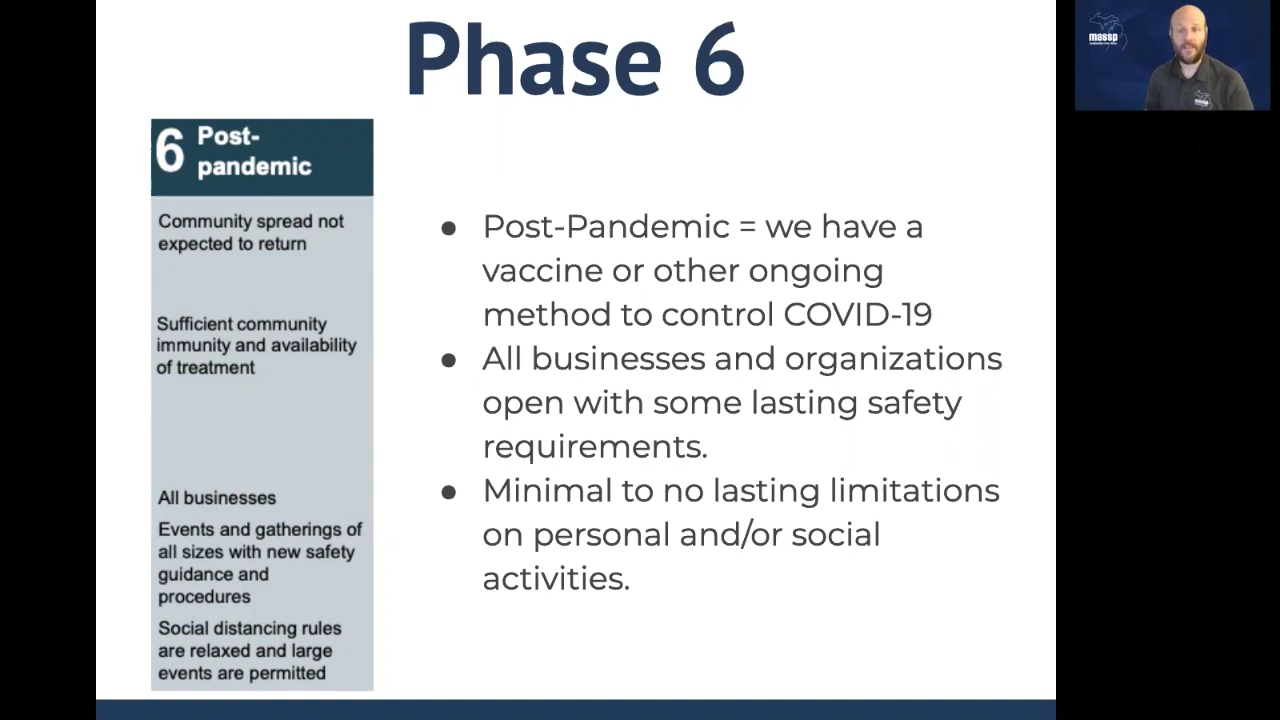 Phase 6
6 Post-
pandemic
Community spread not
expected to return
Sufficient community
immunity and availability
of treatment
All businesses
Events and gatherings of
all sizes with new safety
guidance and
procedures
Social distancing rules
are relaxed and large
events are permitted
● Post-Pandemic = we have a
vaccine or other ongoing
method to control COVID-19
● All businesses and organizations
open with some lasting safety
requirements.
● Minimal to no lasting limitations
on personal and/or social
activities.
massp